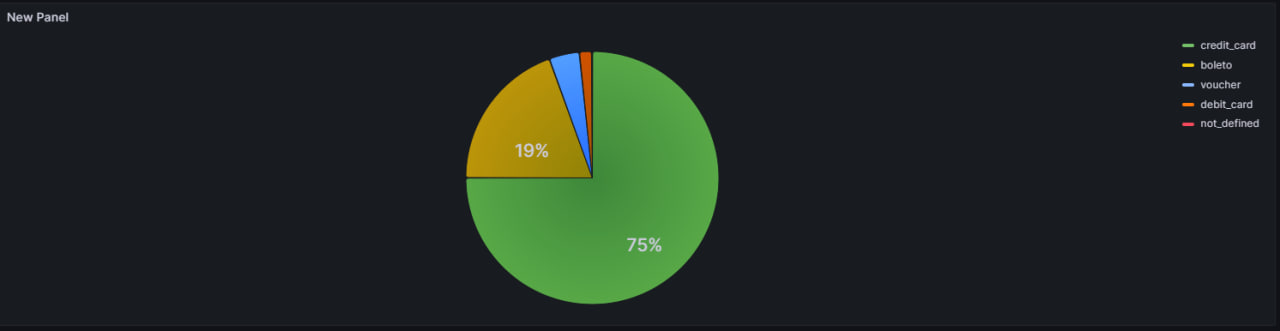 New Panel
credit_card
boleto
voucher
debit_card
not_defined
19%
75%